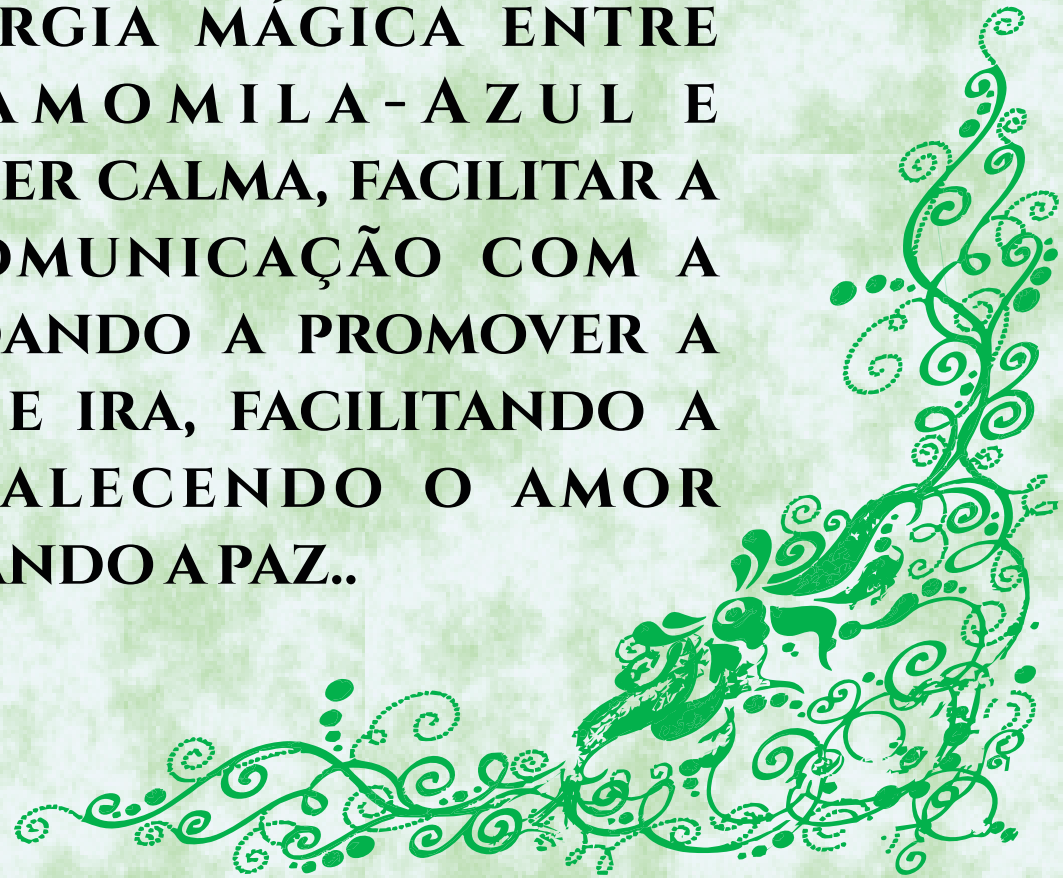 RGIA MÁGICA ENTRE
AMOMILA-AZUL E
ER CALMA, FACILITAR A
OMUNICAÇÃO COM A
DANDO A PROMOVER A
E IRA, FACILITANDO A
ALECENDO O AMOR
ANDO A PAZ..